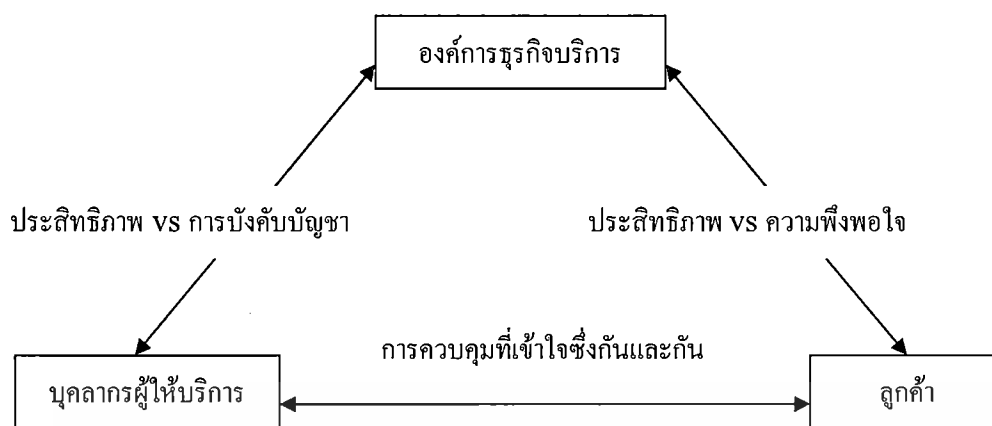 องค์การธุรกิจบริการ
ประสิทธิภาพ vs การบังคับบัญชา
ประสิทธิภาพ vs ความพึงพอใจ
การควบคุมที่เข้าใจซึ่งกันและกัน
บุคลากรผู้ให้บริการ
ลูกค้า